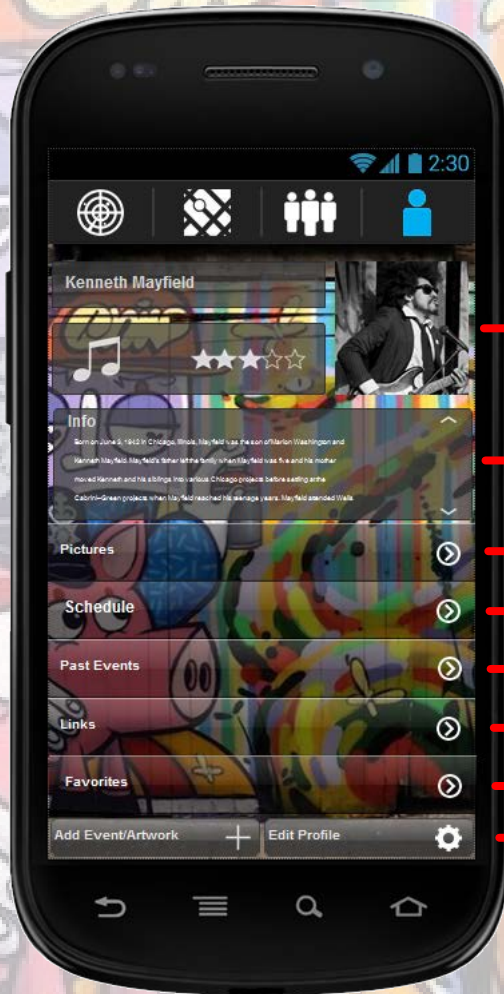 2:30
Kenneth Mayfield
Info
Born on June 3, 1942 in Chicago, Illinois, Mayfield was the son of Marion Washington and
Kenneth Mayfield. Mayfield's father left the family when Mayfield was five and his mother
moved Kenneth and his siblings into various Chicago projects before settling at the
Cabrini–Green projects when Mayfield reached his teenage years. Mayfield attended Wells
Pictures
Schedule
Past Events
Links
Favorites
Add Event/Artwork
Edit Profile